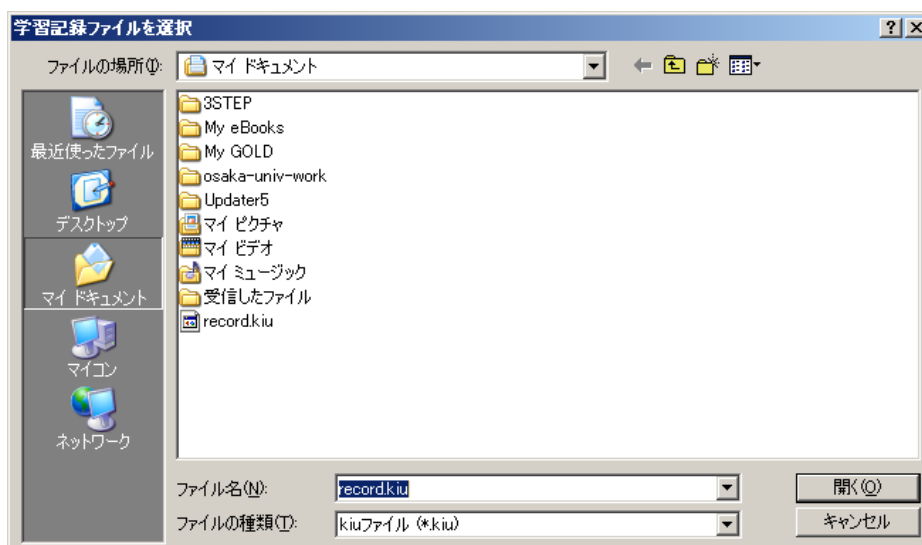 学習記録ファイルを選択
ファイルの場所(I):
マイ ドキュメント
最近使ったファイル
デスクトップ
マイ ドキュメント
マイコン
ネットワーク
3STEP
My eBooks
My GOLD
osaka-univ-work
Updater5
マイ ピクチャ
マイ ビデオ
マイ ミュージック
受信したファイル
record.kiu
ファイル名(N):
record.kiu
開く(O)
ファイルの種類(T):
kiuファイル (*.kiu)
キャンセル